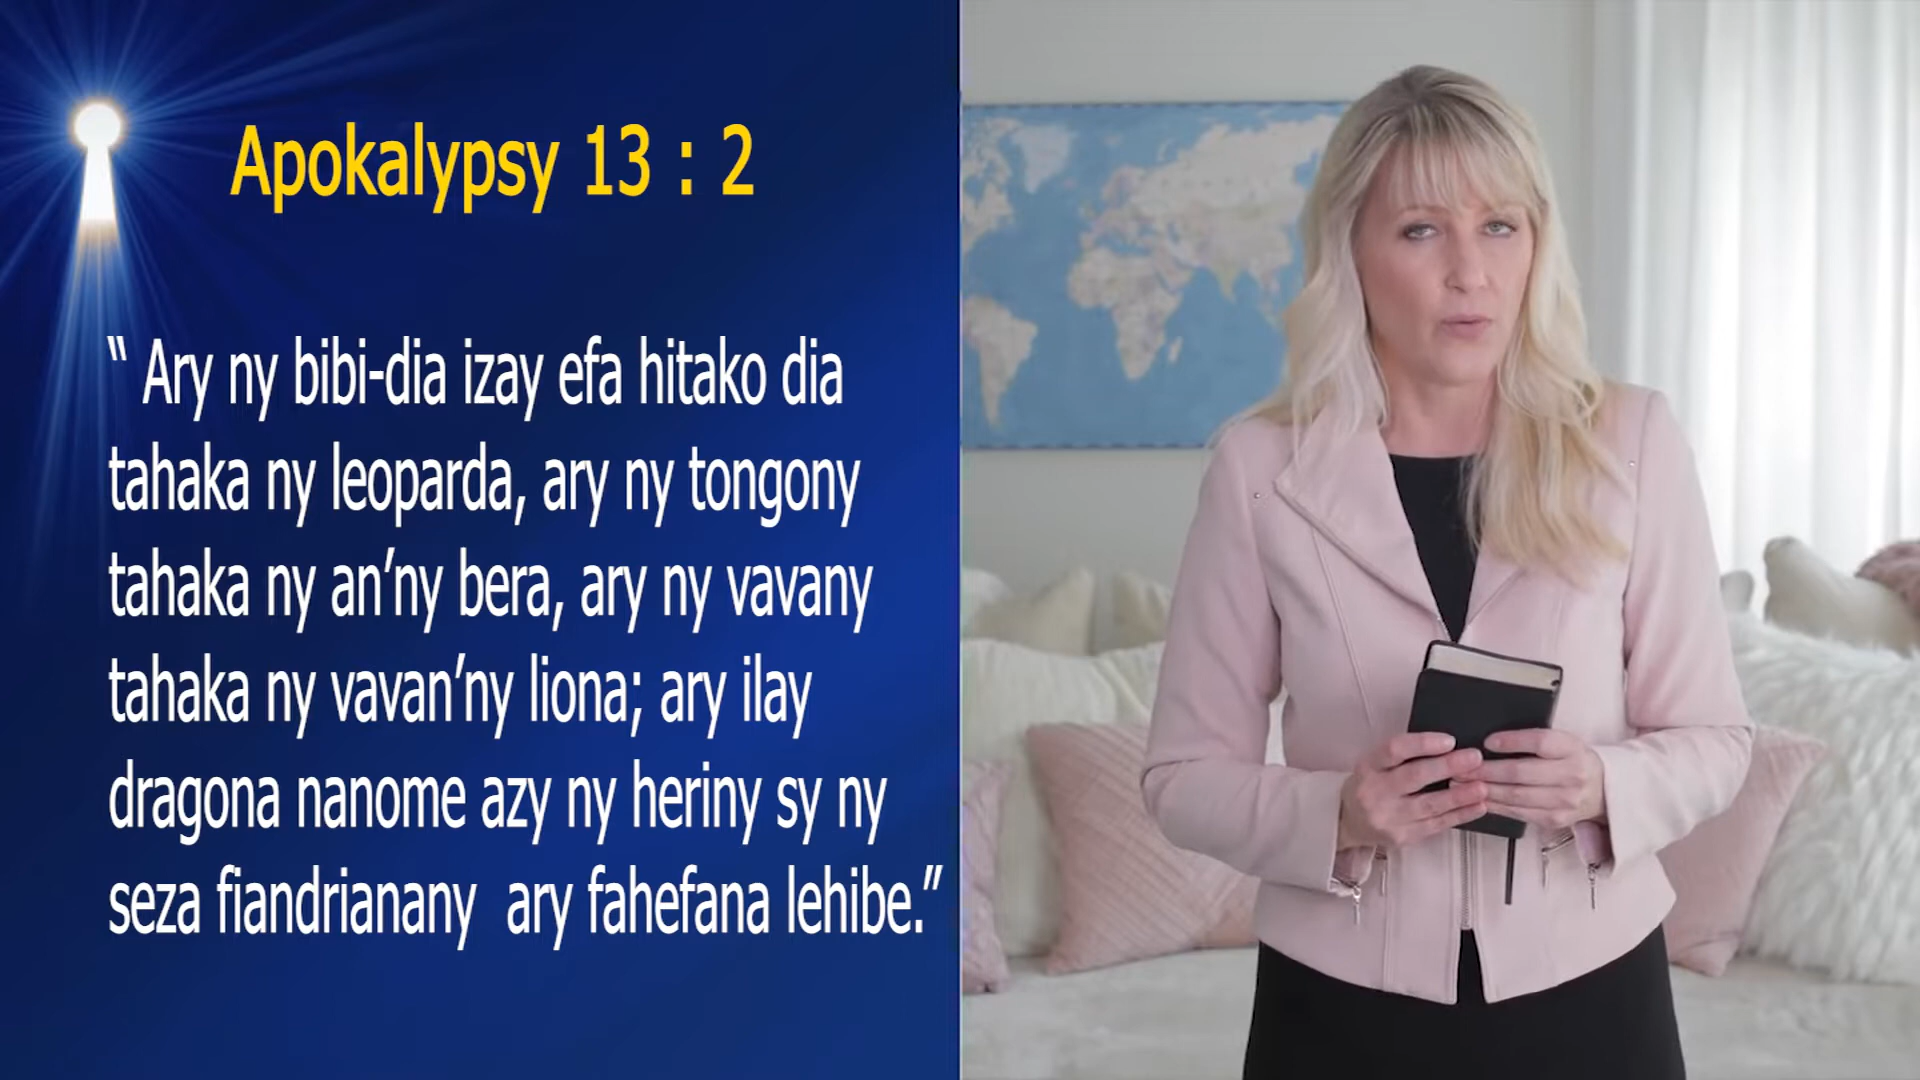 Apokalypsy 13 : 2
“ Ary ny bibi-dia izay efa hitako dia
tahaka ny leoparda, ary ny tongony
tahaka ny an’ny bera, ary ny vavany
tahaka ny vavan’ny liona; ary ilay
dragona nanome azy ny heriny sy ny
seza fiandrianany  ary fahefana lehibe.”